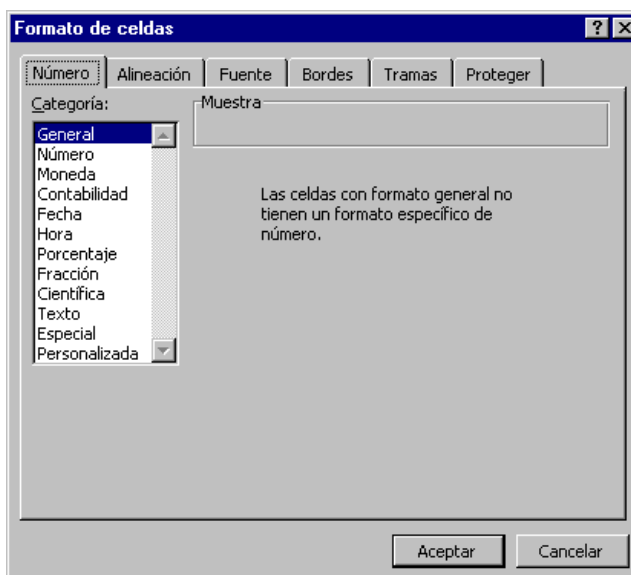 Formato de celdas
Número Alineación Fuente Bordes Tramas Proteger
Categoría:
General
Número
Moneda
Contabilidad
Fecha
Hora
Porcentaje
Fracción
Científica
Texto
Especial
Personalizada
Muestra
Las celdas con formato general no
tienen un formato específico de
número.
Aceptar Cancelar